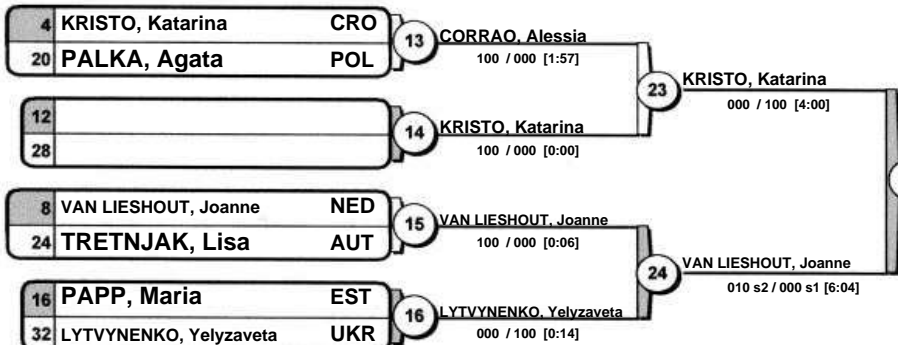 4 KRISTO, Katarina CRO
20 PALKA, Agata POL
13
CORRAO, Alessia
100 / 000 [1:57]
12
28
14
KRISTO, Katarina
100 / 000 [0:00]
23
KRISTO, Katarina
000 / 100 [4:00]
8 VAN LIESHOUT, Joanne NED
24 TRETNJAK, Lisa AUT
15
VAN LIESHOUT, Joanne
100 / 000 [0:06]
16 PAPP, Maria EST
32 LYTVYNENKO, Yelyzaveta UKR
16
LYTVYNENKO, Yelyzaveta
000 / 100 [0:14]
24
VAN LIESHOUT, Joanne
010 s2 / 000 s1 [6:04]